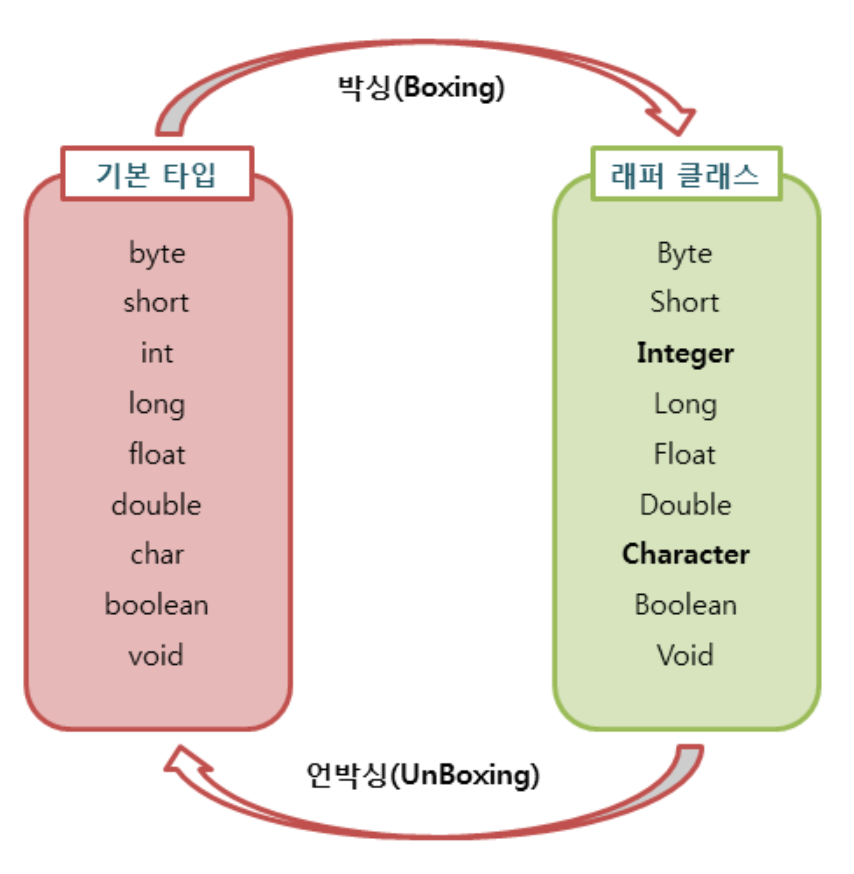 박싱(Boxing)
기본 타입
byte
short
int
long
float
double
char
boolean
void
래퍼 클래스
Byte
Short
Integer
Long
Float
Double
Character
Boolean
Void
언박싱(UnBoxing)